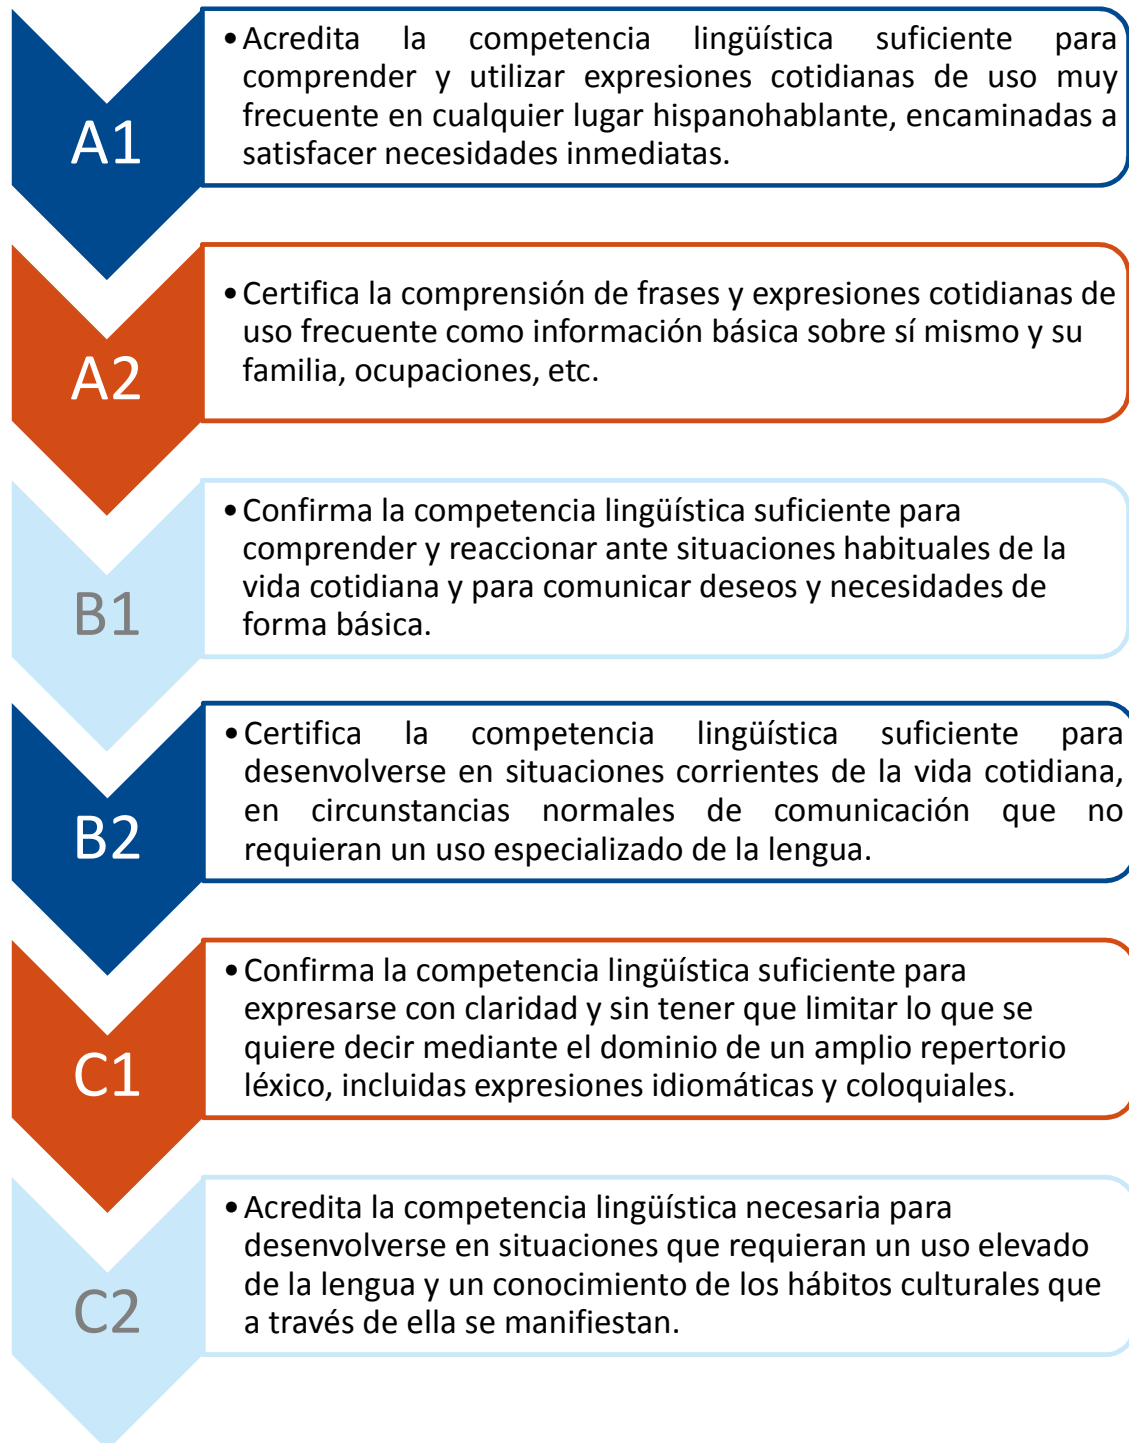 A1
•Acredita la competencia lingüística suficiente para
comprender y utilizar expresiones cotidianas de uso muy
frecuente en cualquier lugar hispanohablante, encaminadas a
satisfacer necesidades inmediatas.
A2
•Certifica la comprensión de frases y expresiones cotidianas de
uso frecuente como información básica sobre sí mismo y su
familia, ocupaciones, etc.
B1
•Confirma la competencia lingüística suficiente para
comprender y reaccionar ante situaciones habituales de la
vida cotidiana y para comunicar deseos y necesidades de
forma básica.
B2
•Certifica la competencia lingüística suficiente para
desenvolverse en situaciones corrientes de la vida cotidiana,
en circunstancias normales de comunicación que no
requieran un uso especializado de la lengua.
C1
•Confirma la competencia lingüística suficiente para
expresarse con claridad y sin tener que limitar lo que se
quiere decir mediante el dominio de un amplio repertorio
léxico, incluidas expresiones idiomáticas y coloquiales.
C2
•Acredita la competencia lingüística necesaria para
desenvolverse en situaciones que requieran un uso elevado
de la lengua y un conocimiento de los hábitos culturales que
a través de ella se manifiestan.